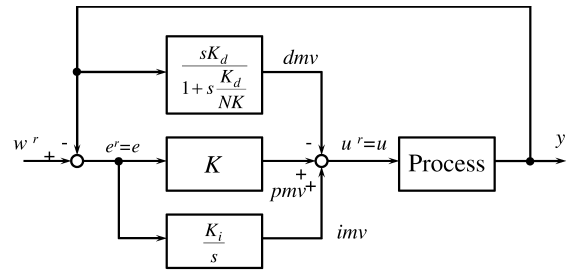 sK_d
1+s K_d/NK
dmv
w^r
-
+
e^r=e
K
-
+
pmv+
u^r=u
Process
y
K_i
s
imv